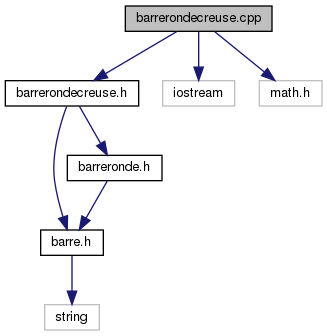 barrerondecreuse.cpp
barrerondecreuse.h
iostream
math.h
barreronde.h
barre.h
string